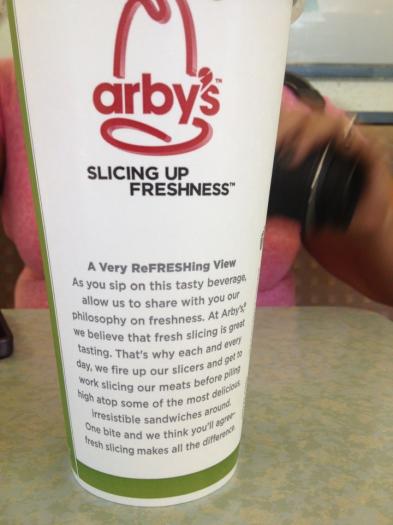 arby's™
SLICING UP
FRESHNESS™
A Very ReFRESHing View
As you sip on this tasty beverage,
allow us to share with you our
philosophy on freshness. At Arby's,®
we believe that fresh slicing is great
tasting. That's why each and every
day, we fire up our slicers and get to
work slicing our meats before piling
high atop some of the most delicious,
irresistible sandwiches around.
One bite and we think you'll agree–
fresh slicing makes all the difference.